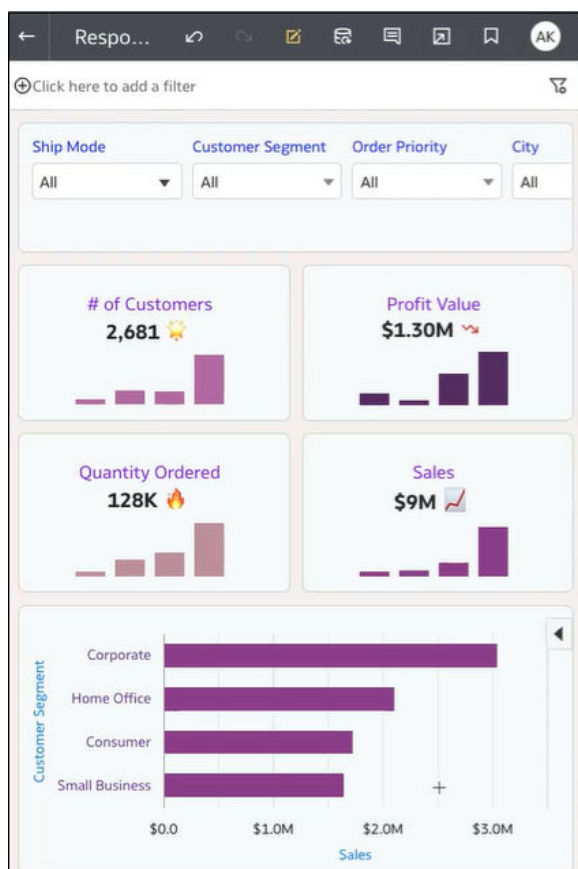 Respo...
AK
Click here to add a filter
Ship Mode Customer Segment Order Priority City
All All All All
# of Customers
2,681
Profit Value
$1.30M
Quantity Ordered
128K
Sales
$9M
Customer Segment
Corporate
Home Office
Consumer
Small Business
$0.0 $1.0M $2.0M $3.0M
Sales